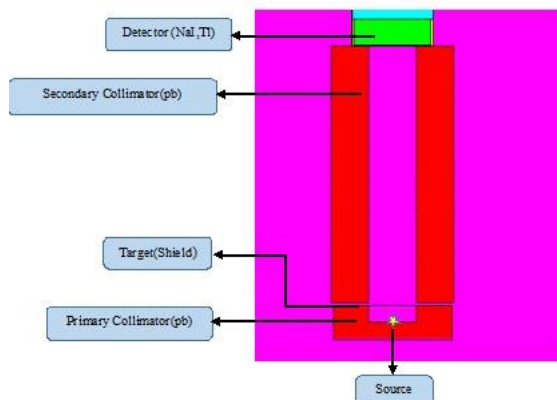 Detector (NaI,Tl)
Secondary Collimator(pb)
Target(Shield)
Primary Collimator(pb)
Source